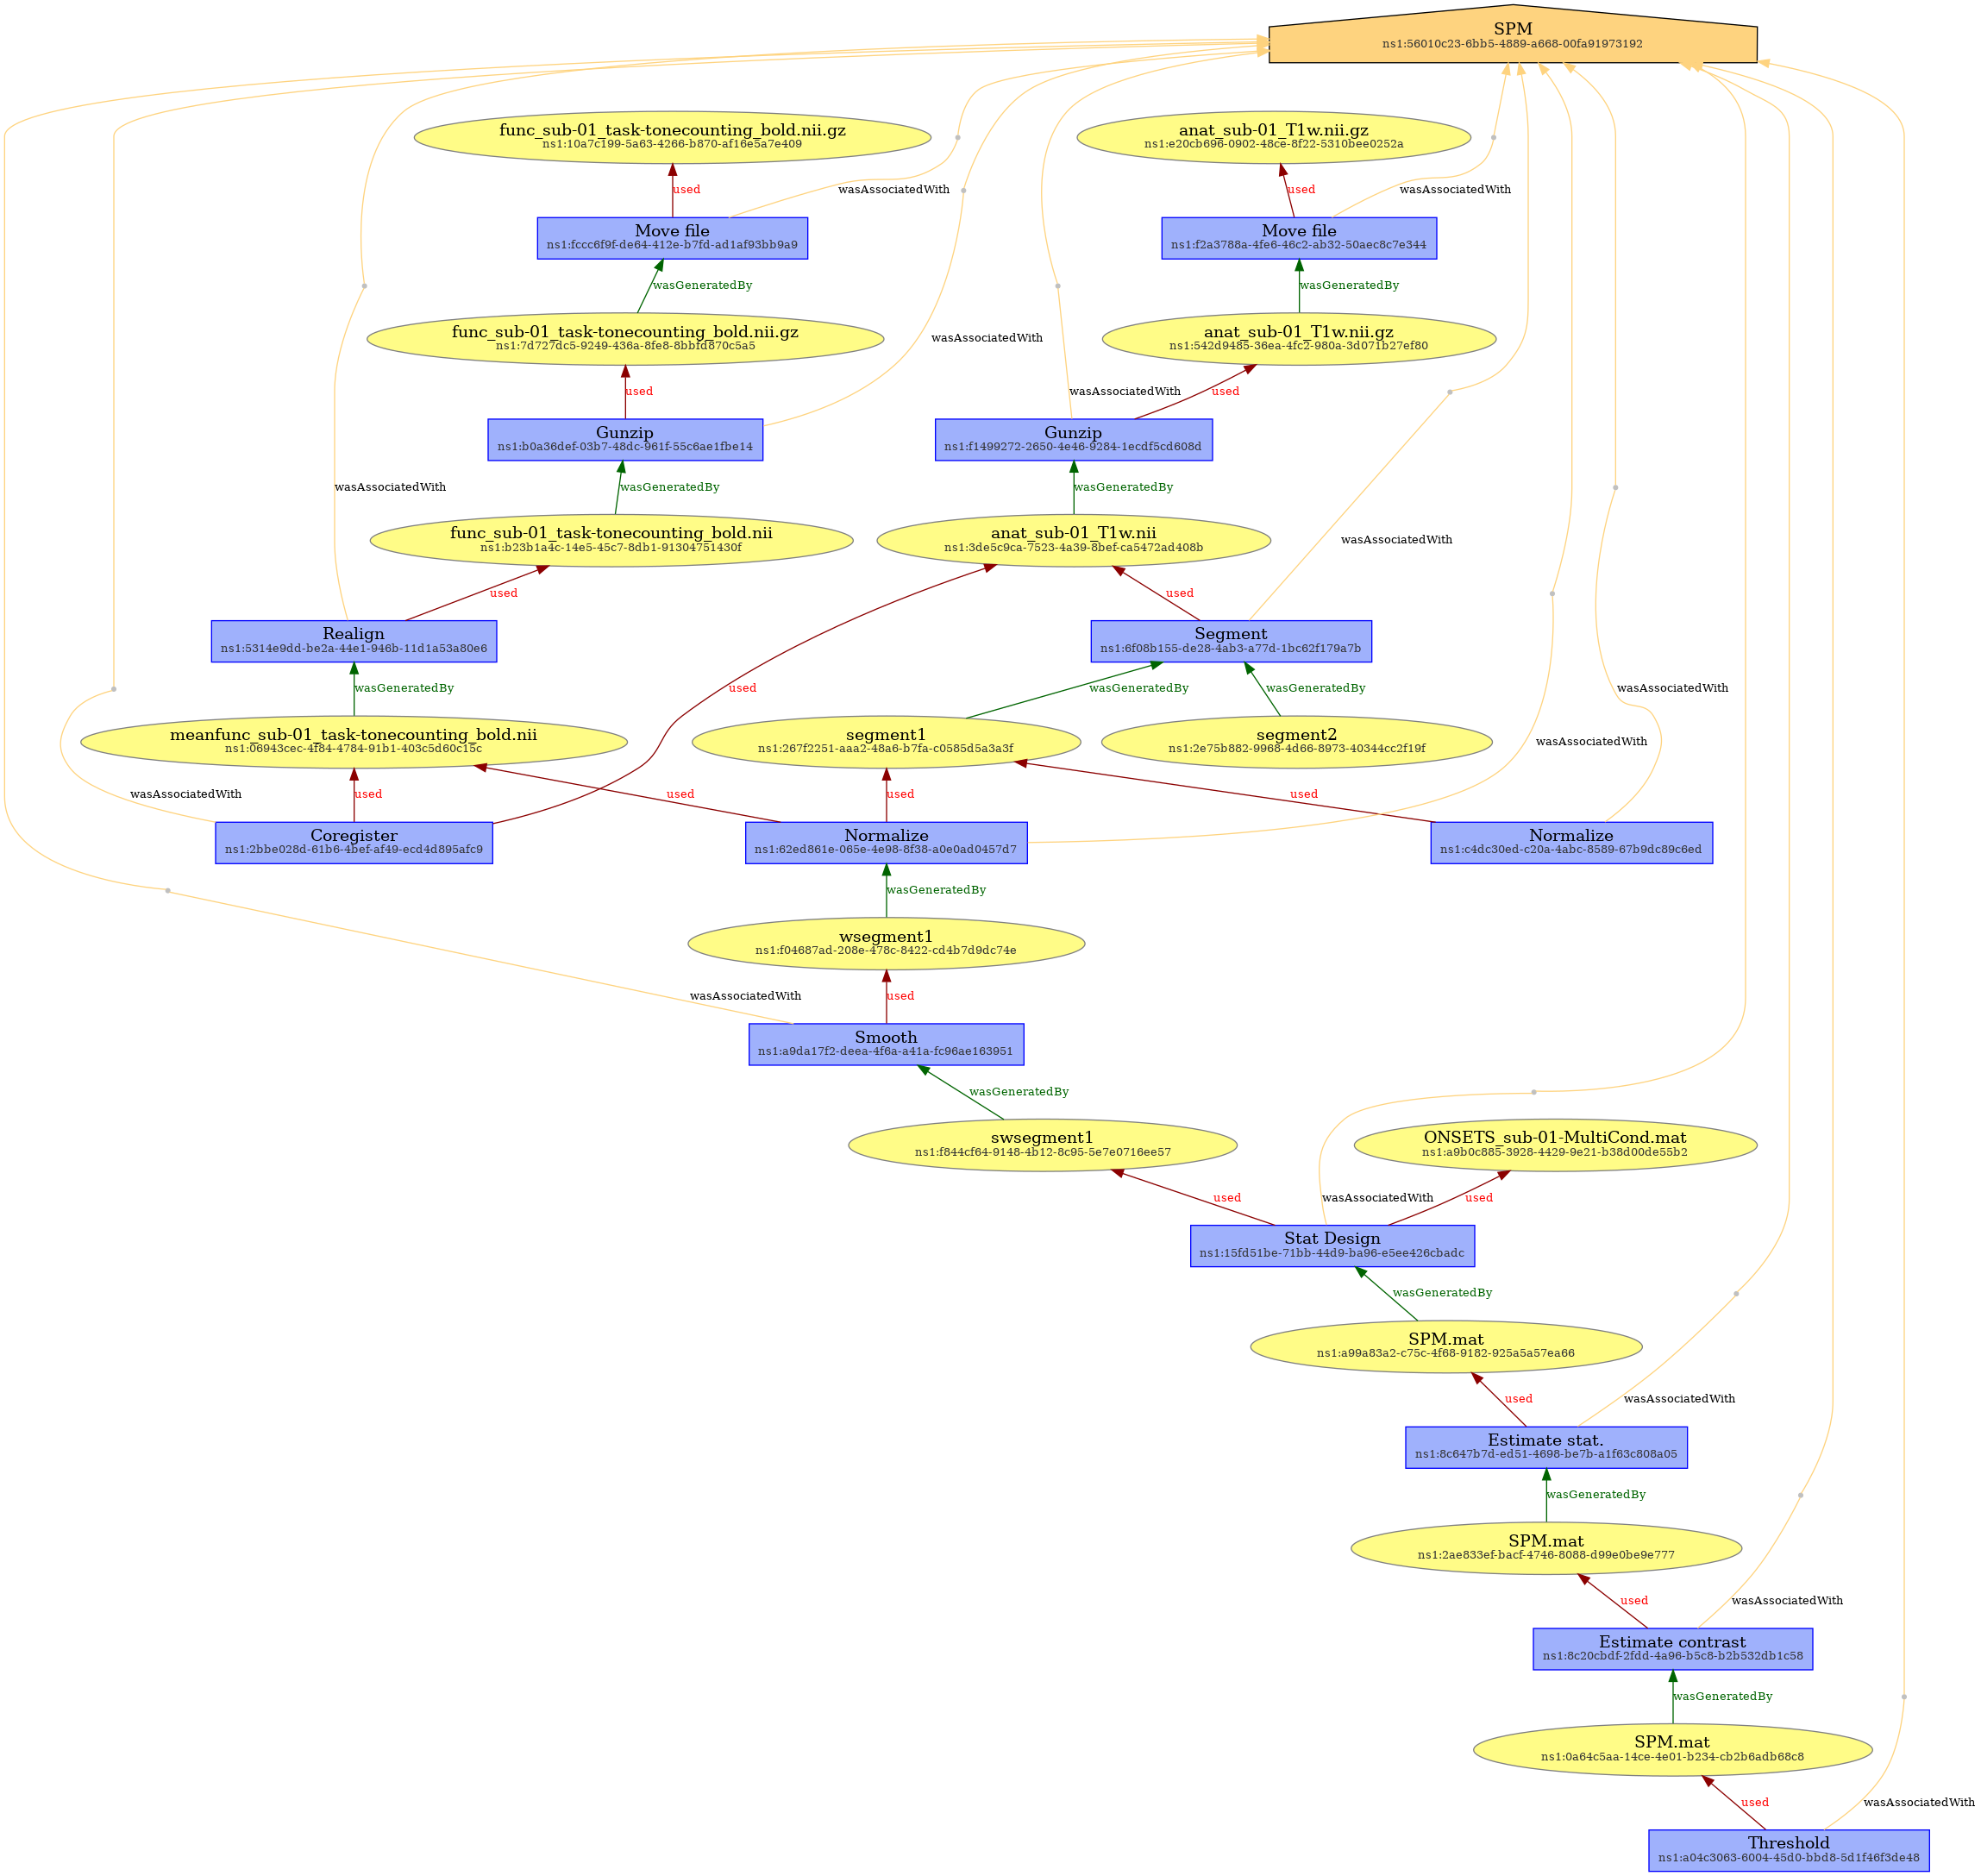 SPM
ns1:56010c23-6bb5-4889-a668-00fa91973192
func_sub-01_task-tonecounting_bold.nii.gz
ns1:10a7c199-5a63-4266-b870-af16e5a7e409
anat_sub-01_T1w.nii.gz
ns1:e20cb696-0902-48ce-8f22-5310bee0252a
used
wasAssociatedWith
used
wasAssociatedWith
Move file
ns1:fccc6f9f-de64-412e-b7fd-ad1af93bb9a9
Move file
ns1:f2a3788a-4fe6-46c2-ab32-50aec8c7e344
wasGeneratedBy
wasGeneratedBy
func_sub-01_task-tonecounting_bold.nii.gz
ns1:7d727dc5-9249-436a-8fe8-8bbfd870c5a5
wasAssociatedWith
anat_sub-01_T1w.nii.gz
ns1:542d9485-36ea-4fc2-980a-3d071b27ef80
used
wasAssociatedWith
used
Gunzip
ns1:b0a36def-03b7-48dc-961f-55c6ae1fbe14
Gunzip
ns1:f1499272-2650-4e46-9284-1ecdf5cd608d
wasAssociatedWith
wasGeneratedBy
wasGeneratedBy
func_sub-01_task-tonecounting_bold.nii
ns1:b23b1a4c-14e5-45c7-8db1-91304751430f
anat_sub-01_T1w.nii
ns1:3de5c9ca-7523-4a39-8bef-ca5472ad408b
wasAssociatedWith
used
used
Realign
ns1:5314e9dd-be2a-44e1-946b-11d1a53a80e6
Segment
ns1:6f08b155-de28-4ab3-a77d-1bc62f179a7b
wasGeneratedBy
used
wasGeneratedBy
wasGeneratedBy
wasAssociatedWith
meanfunc_sub-01_task-tonecounting_bold.nii
ns1:06943cec-4f84-4784-91b1-403c5d60c15c
segment1
ns1:267f2251-aaa2-48a6-b7fa-c0585d5a3a3f
segment2
ns1:2e75b882-9968-4d66-8973-40344cc2f19f
wasAssociatedWith
wasAssociatedWith
used
used
used
used
Coregister
ns1:2bbe028d-61b6-4bef-af49-ecd4d895afc9
Normalize
ns1:62ed861e-065e-4e98-8f38-a0e0ad0457d7
Normalize
ns1:c4dc30ed-c20a-4abc-8589-67b9dc89c6ed
wasGeneratedBy
wsegment1
ns1:f04687ad-208e-478c-8422-cd4b7d9dc74e
wasAssociatedWith
used
Smooth
ns1:a9da17f2-deea-4f6a-a41a-fc96ae163951
wasGeneratedBy
swsegment1
ns1:f844cf64-9148-4b12-8c95-5e7e0716ee57
ONSETS_sub-01-MultiCond.mat
ns1:a9b0c885-3928-4429-9e21-b38d00de55b2
used
wasAssociatedWith
used
Stat Design
ns1:15fd51be-71bb-44d9-ba96-e5ee426cbadc
wasGeneratedBy
SPM.mat
ns1:a99a83a2-c75c-4f68-9182-925a5a57ea66
used
wasAssociatedWith
Estimate stat.
ns1:8c647b7d-ed51-4698-be7b-a1f63c808a05
wasGeneratedBy
SPM.mat
ns1:2ae833ef-bacf-4746-8088-d99e0be9e777
used
wasAssociatedWith
Estimate contrast
ns1:8c20cbdf-2fdd-4a96-b5c8-b2b532db1c58
wasGeneratedBy
SPM.mat
ns1:0a64c5aa-14ce-4e01-b234-cb2b6adb68c8
used
wasAssociatedWith
Threshold
ns1:a04c3063-6004-45d0-bbd8-5d1f46f3de48